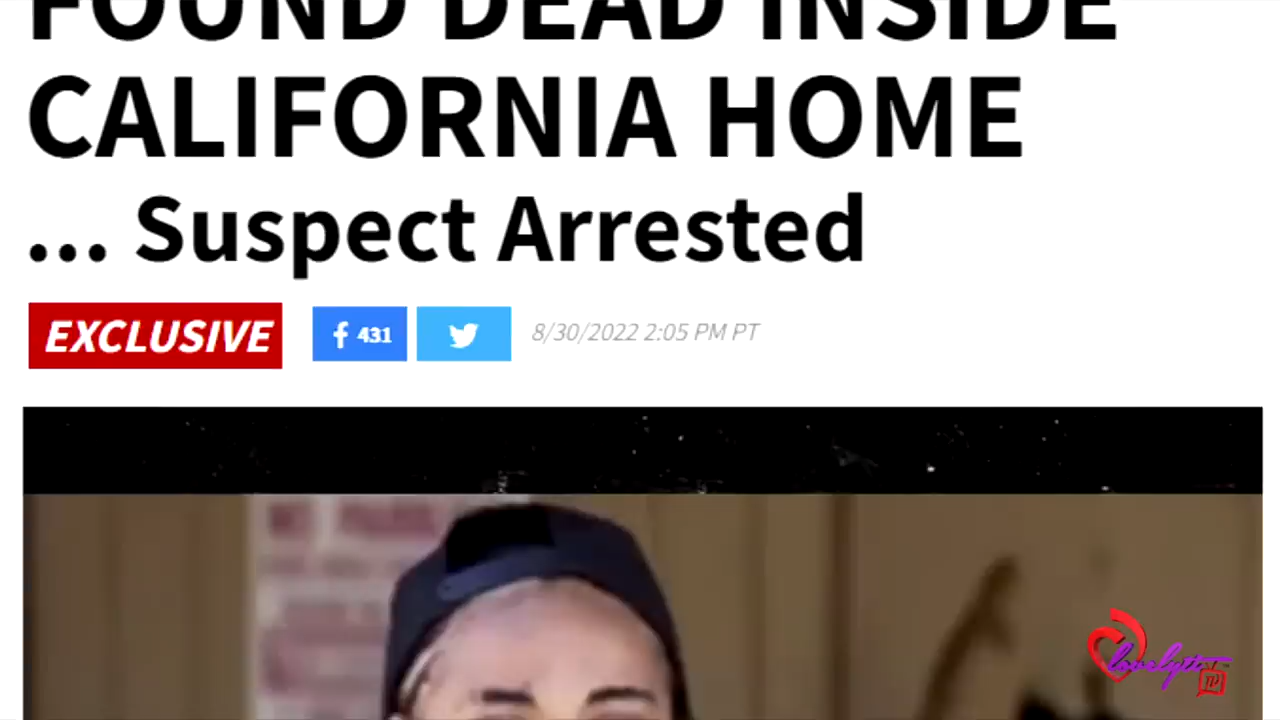 FOUND DEAD INSIDE
CALIFORNIA HOME
... Suspect Arrested
EXCLUSIVE
431
8/30/2022 2:05 PM PT